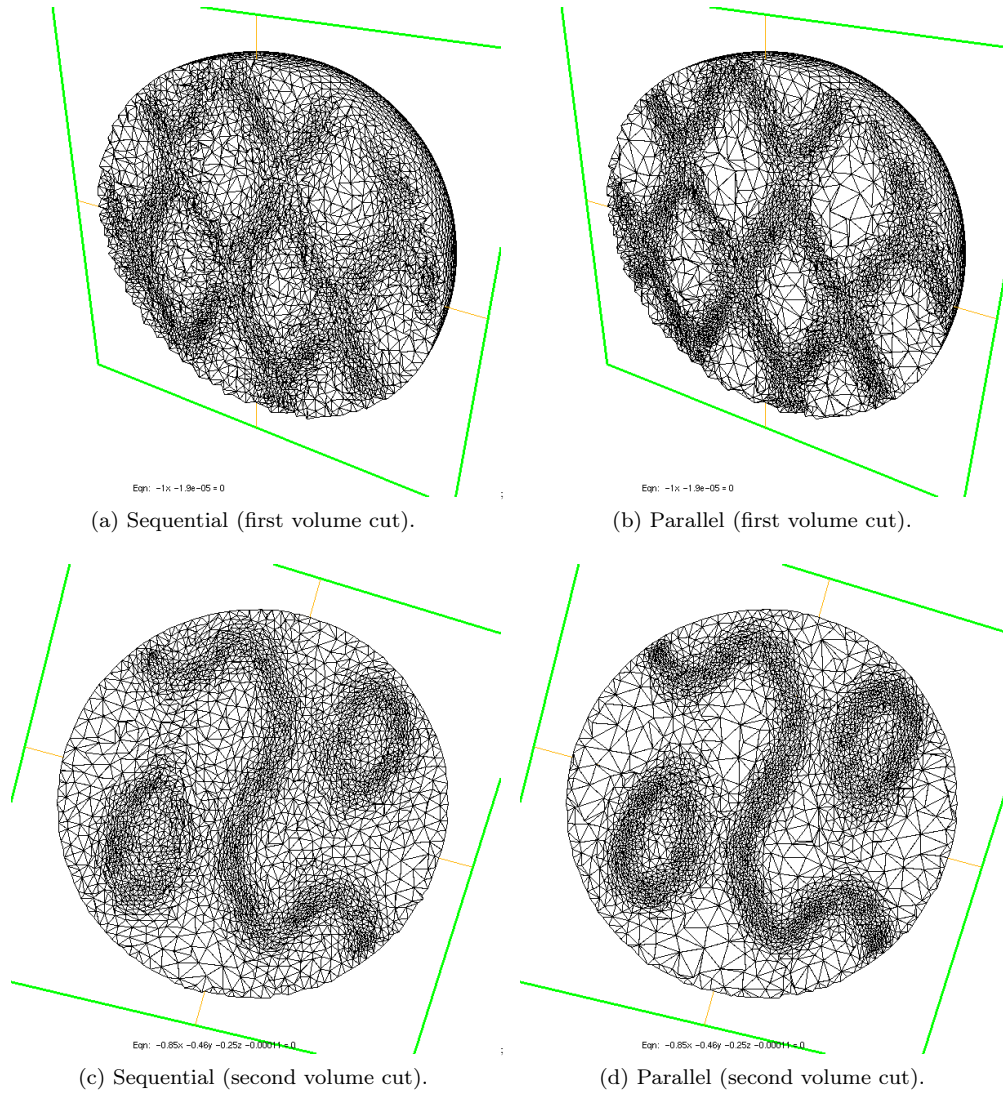 Eqn: -1x -1.9e-05 = 0
;
Eqn: -1x -1.9e-05 = 0
(a) Sequential (first volume cut).
(b) Parallel (first volume cut).
Eqn: -0.85x -0.46y -0.25z -0.00011 = 0
;
Eqn: -0.85x -0.46y -0.25z -0.00011 = 0
(c) Sequential (second volume cut).
(d) Parallel (second volume cut).